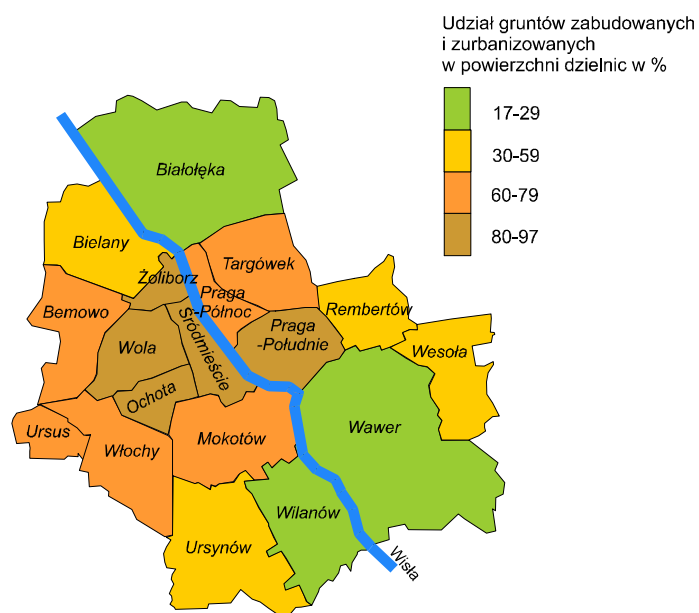 Udział gruntów zabudowanych
i zurbanizowanych
w powierzchni dzielnic w %
17-29
30-59
60-79
80-97
Białołęka
Bielany
Targówek
Żoliborz
Praga
-Północ
Rembertów
Bemowo
Praga
-Południe
Wola
Śródmieście
Wesoła
Ochota
Ursus
Włochy
Mokotów
Wawer
Wilanów
Ursynów
Wisła